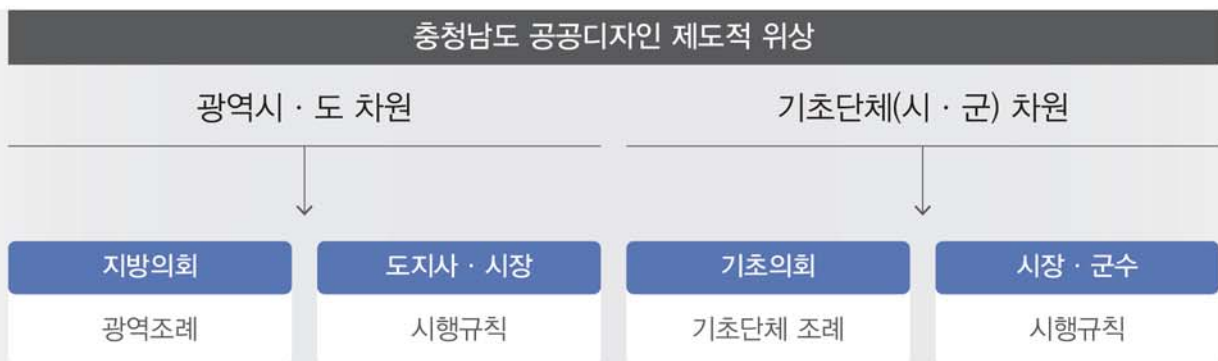 충청남도 공공디자인 제도적 위상
광역시 · 도 차원
기초단체(시 · 군) 차원
지방의회
도지사 · 시장
기초의회
시장 · 군수
광역조례
시행규칙
기초단체 조례
시행규칙